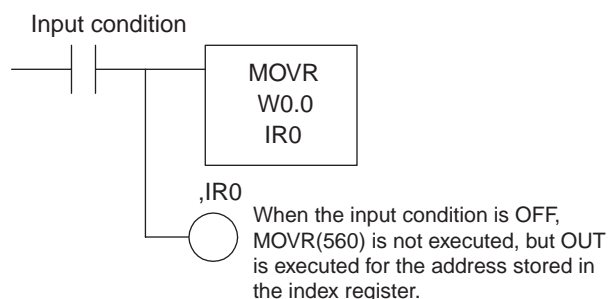 Input condition
MOVR
W0.0
IR0
,IR0
When the input condition is OFF,
MOVR(560) is not executed, but OUT
is executed for the address stored in
the index register.